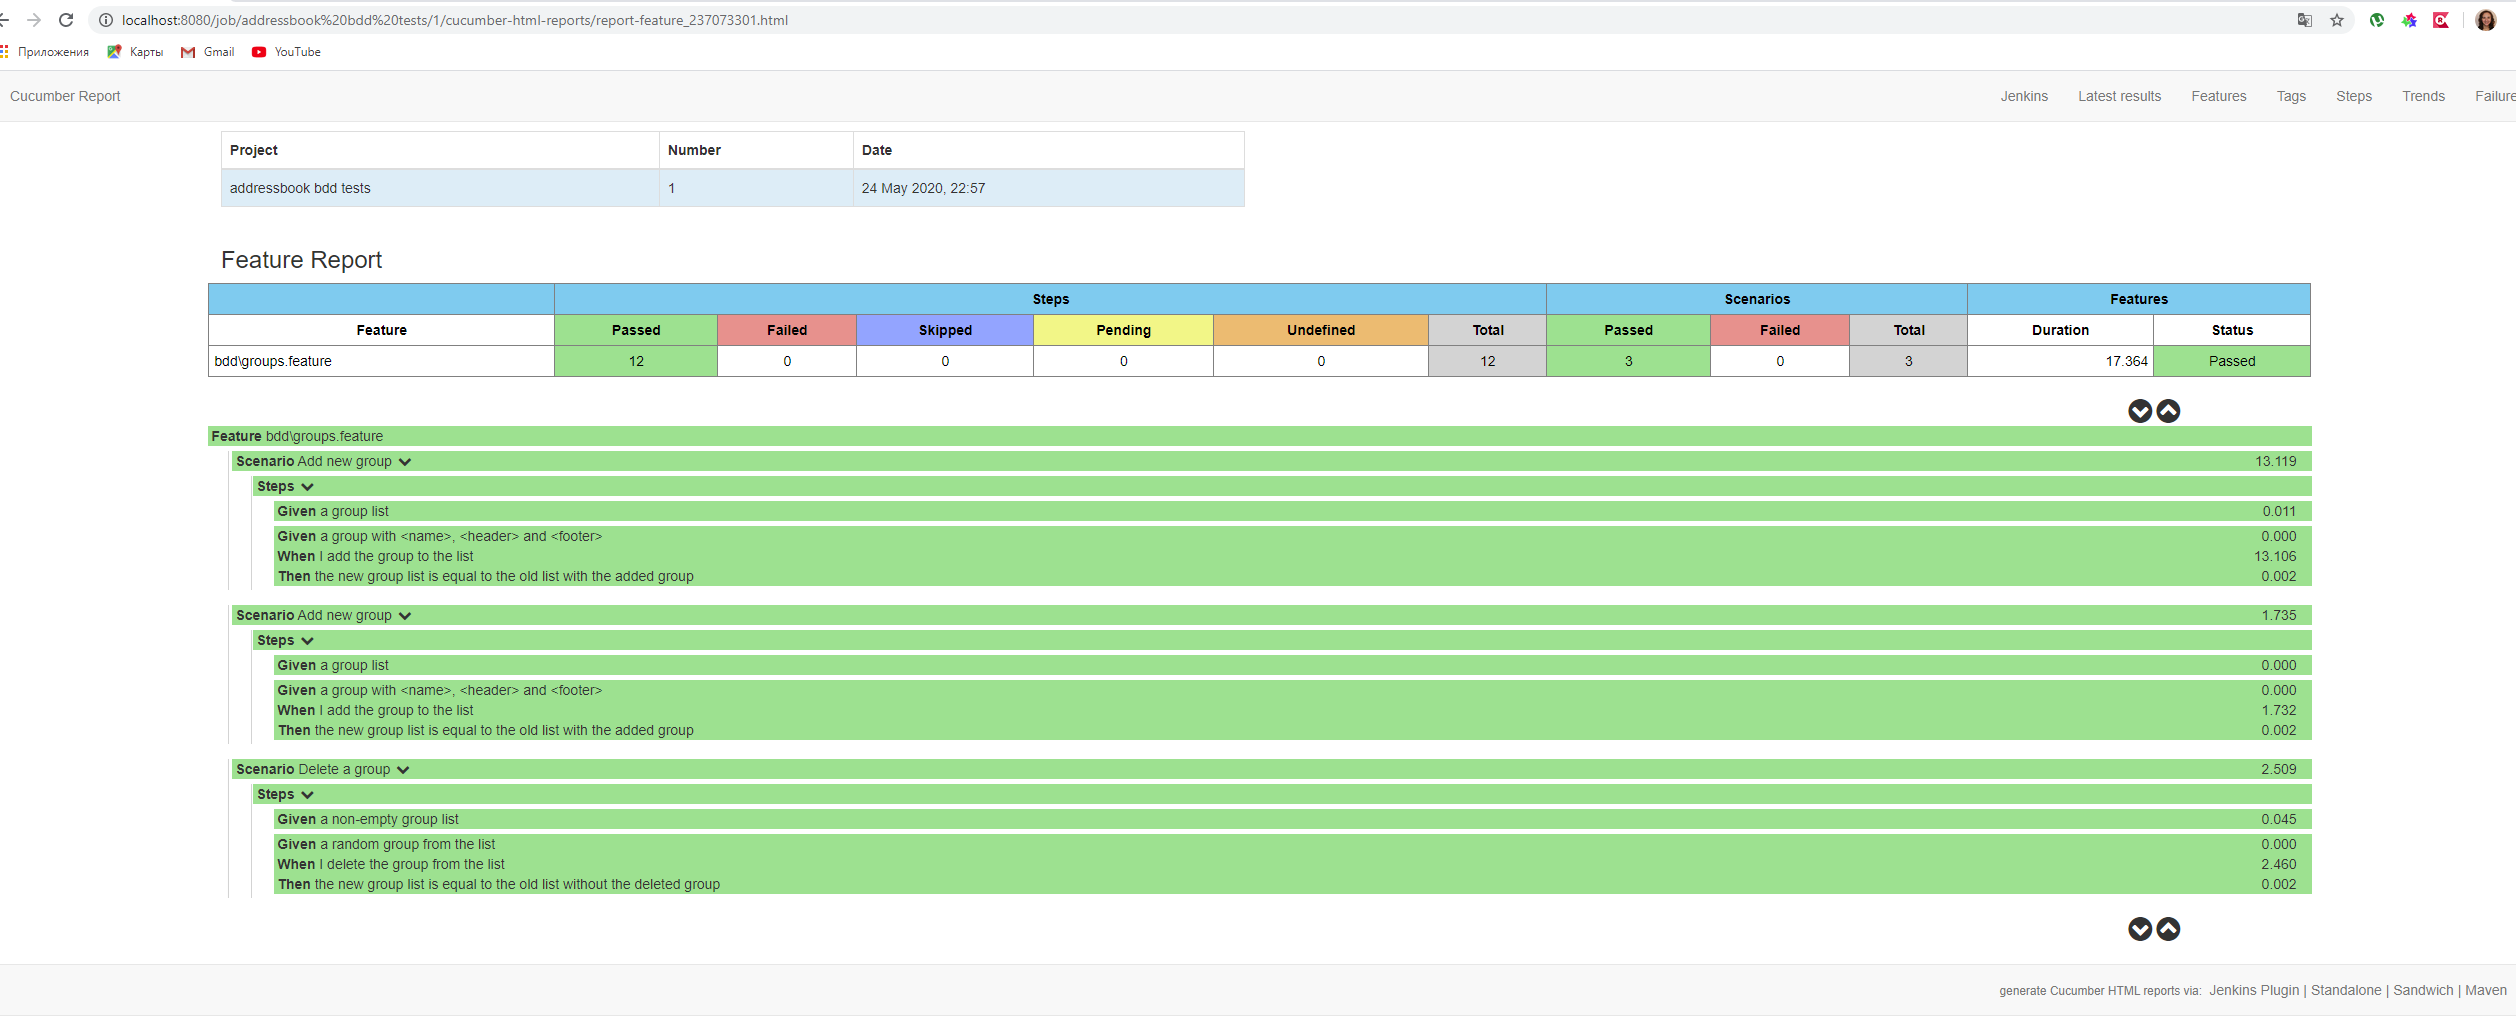 localhost:8080/job/addressbook%20bdd%20tests/1/cucumber-html-reports/report-feature_237073301.html
Приложения Карты Gmail YouTube
Cucumber Report Jenkins Latest results Features Tags Steps Trends Failure
Project Number Date
addressbook bdd tests 1 24 May 2020, 22:57
Feature Report
Steps Scenarios Features
Feature Passed Failed Skipped Pending Undefined Total Passed Failed Total Duration Status
bdd\groups.feature 12 0 0 0 0 12 3 0 3 17.364 Passed
Feature bdd\groups.feature
Scenario Add new group 13.119
Steps
Given a group list 0.011
Given a group with <name>, <header> and <footer> 0.000
When I add the group to the list 13.106
Then the new group list is equal to the old list with the added group 0.002
Scenario Add new group 1.735
Steps
Given a group list 0.000
Given a group with <name>, <header> and <footer> 0.000
When I add the group to the list 1.732
Then the new group list is equal to the old list with the added group 0.002
Scenario Delete a group 2.509
Steps
Given a non-empty group list 0.045
Given a random group from the list 0.000
When I delete the group from the list 2.460
Then the new group list is equal to the old list without the deleted group 0.002
generate Cucumber HTML reports via: Jenkins Plugin | Standalone | Sandwich | Maven